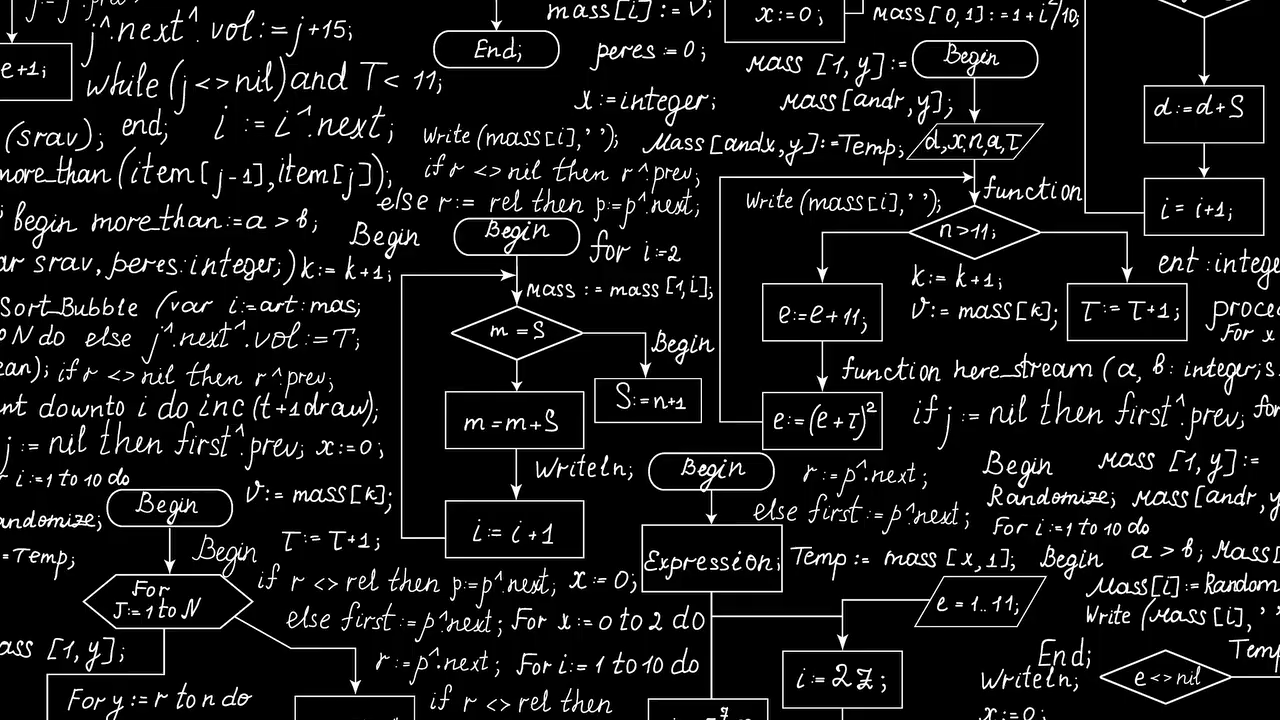 j^.next^.vol:=j+15;
e+1;
while (j <> nil) and T < 11;
(srav); end; i := i^.next;
more_than (item[j-1], item[j]),
begin more_than:=a > b;
Begin
ar srav, peres:integer;) k:= k+1;
Sort_Bubble (var i:=art:mas;
N do else j^.next^.vol:=T;
ean); if r <> nil then r^.prev;
nt downto i do inc(t+1draw),
j:= nil then first^.prev; x:=0;
r i:=1 to 10 do
Begin
v:= mass[k];
andomize;
:=Temp;
Begin
T:= T+1;
For
J:=1 to N
ass [1, y];
For y:= r to n do
End;
mass[i]:= v;
peres := 0;
x:=0;
mass[0,1]:=1+i^2/10;
mass [1, y]:=
Begin
x :=integer;
mass[andr, y];
write (mass[i],' ');
Mass[andx, y]:=Temp;
d,x,n,a,T
if r <> nil then r^.prev;
else r:= rel then p:=p^.next;
Write (mass[i],' ');
function
Begin
for i:=2
mass := mass [1,i];
m = S
Begin
S:= n+1
m = m+S
Writeln;
i:= i+1
n>11;
k:= k+1;
v:= mass[k];
e:=e+11;
T:= T+1;
e:=(e+T)²
d:=d+S
i= i+1;
ent :intege
proce
For x
function here_stream (a, b: integer;s
if j:= nil then first^.prev; for
Begin
r:=p^.next;
else first:=p^.next;
Expression;
Begin
Mass [1, y]:=
Randomize; Mass[andr, y
For i:=1 to 10 do
Temp:= mass [x,1]; Begin
a > b; Mass[
if r <> rel then p:=p^.next; x:= 0;
else first:=p^.next; For x:=0 to 2 do
r:=p^.next; For i:= 1 to 10 do
if r <> rel then
e = 1..11;
i:= 2Z;
Mass[i]:=Random
Write (Mass[i],' '
End;
Temp
Writeln;
e <> nil
x:=0;